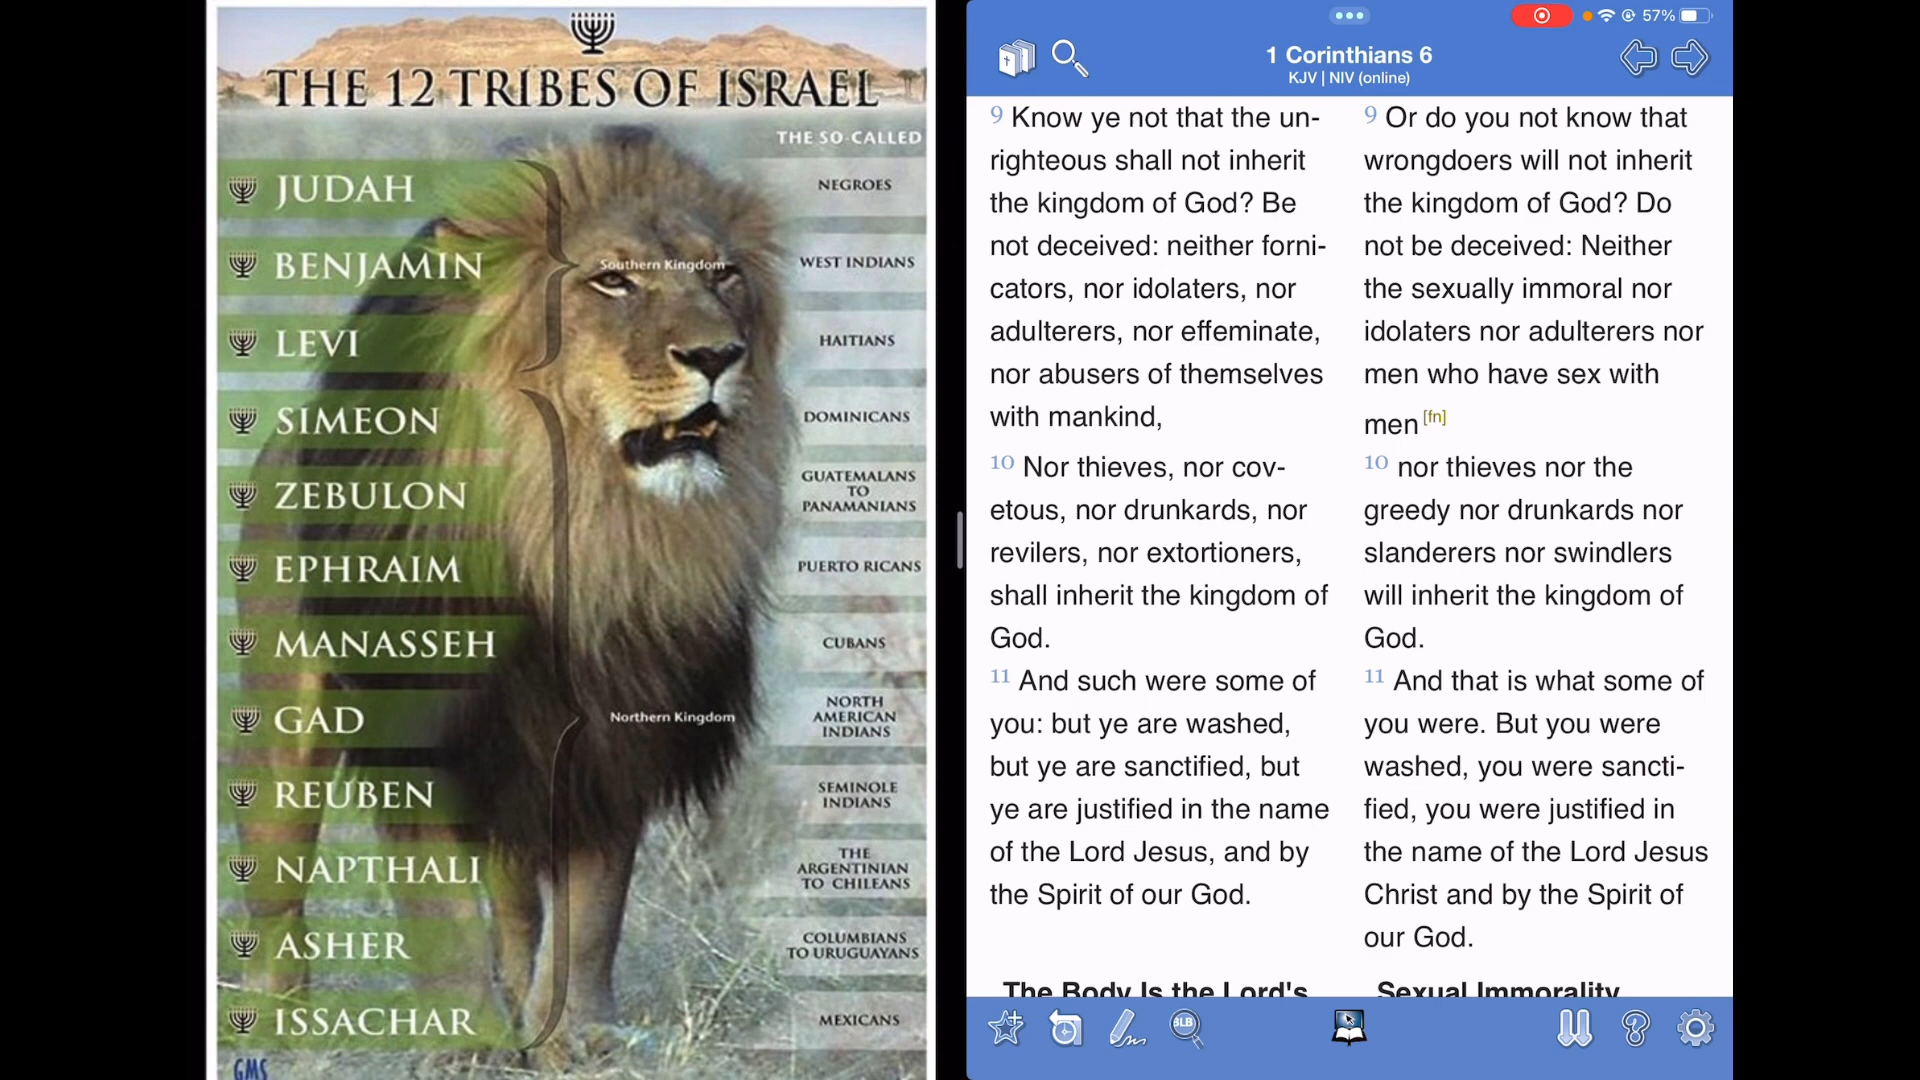 THE 12 TRIBES OF ISRAEL
THE SO-CALLED
JUDAH
NEGROES
BENJAMIN
Southern Kingdom
WEST INDIANS
LEVI
HAITIANS
SIMEON
DOMINICANS
ZEBULON
GUATEMALANS
TO
PANAMANIANS
EPHRAIM
PUERTO RICANS
MANASSEH
CUBANS
GAD
Northern Kingdom
NORTH
AMERICAN
INDIANS
REUBEN
SEMINOLE
INDIANS
NAPTHALI
THE
ARGENTINIAN
TO CHILEANS
ASHER
COLUMBIANS
TO URUGUAYANS
ISSACHAR
MEXICANS
GMS
57%
1 Corinthians 6
KJV | NIV (online)
9 Know ye not that the un-
righteous shall not inherit
the kingdom of God? Be
not deceived: neither forni-
cators, nor idolaters, nor
adulterers, nor effeminate,
nor abusers of themselves
with mankind,
10 Nor thieves, nor cov-
etous, nor drunkards, nor
revilers, nor extortioners,
shall inherit the kingdom of
God.
11 And such were some of
you: but ye are washed,
but ye are sanctified, but
ye are justified in the name
of the Lord Jesus, and by
the Spirit of our God.
The Body Is the Lord's
9 Or do you not know that
wrongdoers will not inherit
the kingdom of God? Do
not be deceived: Neither
the sexually immoral nor
idolaters nor adulterers nor
men who have sex with
men [fn]
10 nor thieves nor the
greedy nor drunkards nor
slanderers nor swindlers
will inherit the kingdom of
God.
11 And that is what some of
you were. But you were
washed, you were sancti-
fied, you were justified in
the name of the Lord Jesus
Christ and by the Spirit of
our God.
Sexual Immorality
BLB